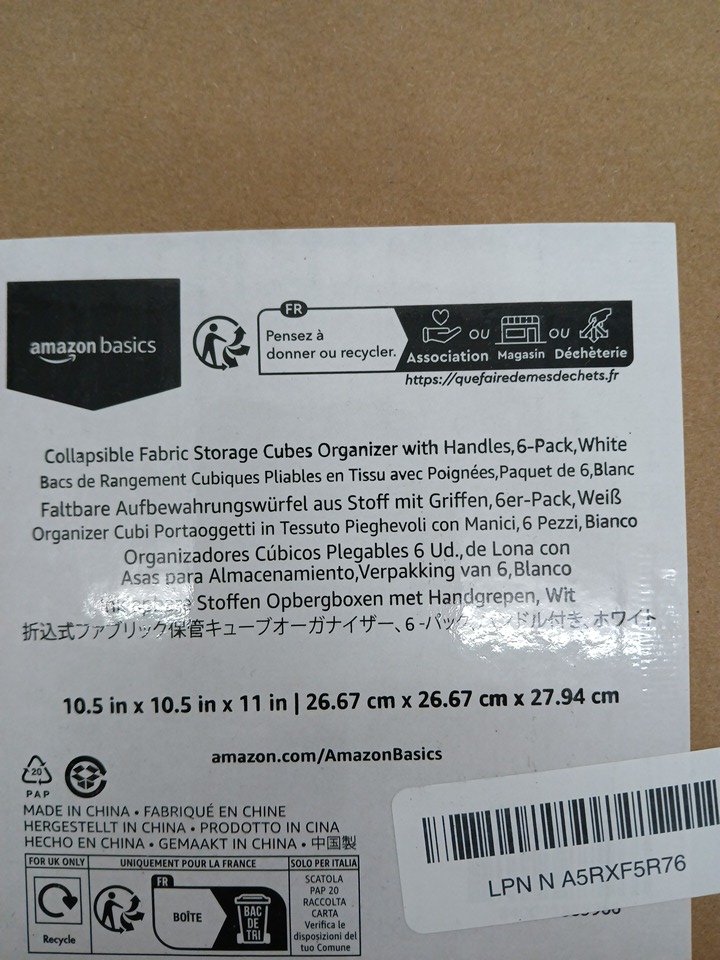 amazon basics
FR
Pensez à
donner ou recycler.
Association OU Magasin OU Déchèterie
https://quefairedemesdechets.fr
Collapsible Fabric Storage Cubes Organizer with Handles,6-Pack,White
Bacs de Rangement Cubiques Pliables en Tissu avec Poignées,Paquet de 6,Blanc
Faltbare Aufbewahrungswürfel aus Stoff mit Griffen,6er-Pack,Weiß
Organizer Cubi Portaoggetti in Tessuto Pieghevoli con Manici,6 Pezzi,Bianco
Organizadores Cúbicos Plegables 6 Ud.,de Lona con
Asas para Almacenamiento,Verpakking van 6,Blanco
Stoffen Opbergboxen met Handgrepen, Wit
折込式ファブリック保管キューブオーガナイザー、6 -パック、ハンドル付き、ホワイト
10.5 in x 10.5 in x 11 in | 26.67 cm x 26.67 cm x 27.94 cm
amazon.com/AmazonBasics
20
PAP
MADE IN CHINA • FABRIQUÉ EN CHINE
HERGESTELLT IN CHINA • PRODOTTO IN CINA
HECHO EN CHINA • GEMAAKT IN CHINA • 中国製
FOR UK ONLY
Recycle
UNIQUEMENT POUR LA FRANCE
FR
BOÎTE
BAC
DE
TRI
SOLO PER ITALIA
SCATOLA
PAP 20
RACCOLTA
CARTA
Verifica le
disposizioni del
tuo Comune
LPN N A5RXF5R76